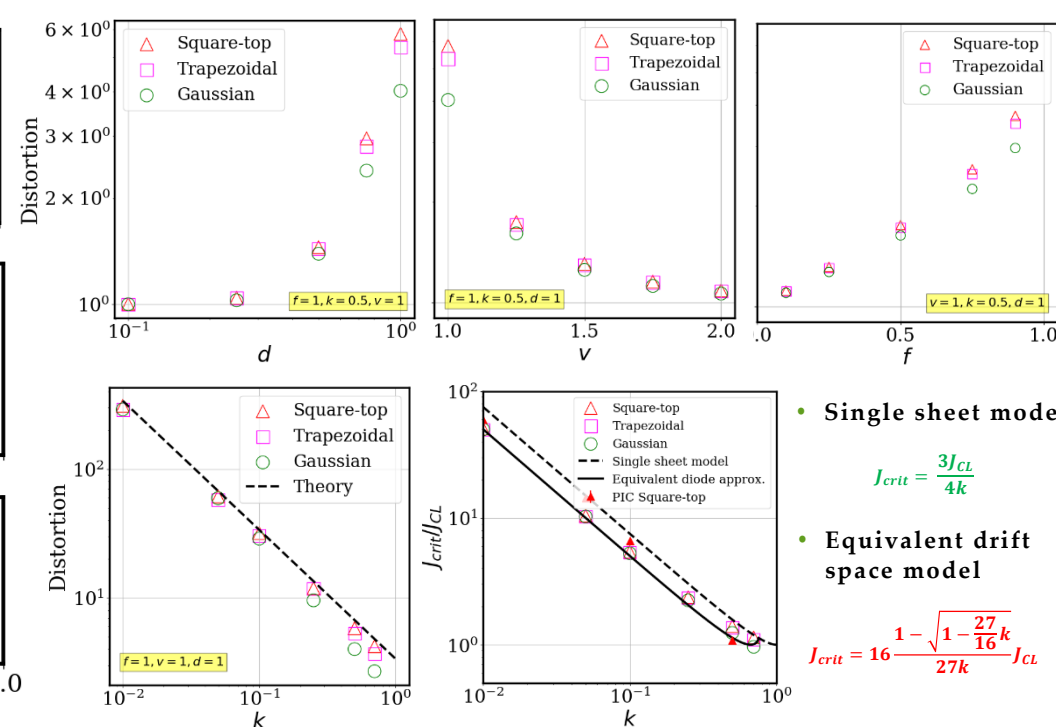 6 × 10⁰
4 × 10⁰
3 × 10⁰
2 × 10⁰
10⁰
Distortion
Square-top
Trapezoidal
Gaussian
f = 1, k = 0.5, v = 1
10⁻¹
10⁰
d
Square-top
Trapezoidal
Gaussian
f = 1, k = 0.5, d = 1
1.0
1.5
2.0
v
Square-top
Trapezoidal
Gaussian
v = 1, k = 0.5, d = 1
.0
0.5
1.0
f
10²
10¹
Distortion
Square-top
Trapezoidal
Gaussian
Theory
f = 1, v = 1, d = 1
.0
10⁻²
10⁻¹
10⁰
k
10²
10¹
10⁰
J_crit/J_CL
Square-top
Trapezoidal
Gaussian
Single sheet model
Equivalent diode approx.
PIC Square-top
10⁻²
10⁻¹
10⁰
k
• Single sheet mode
J_crit = 3J_CL / 4k
• Equivalent drift
space model
J_crit = 16 (1 − √(1 − (27/16)k)) / 27k J_CL